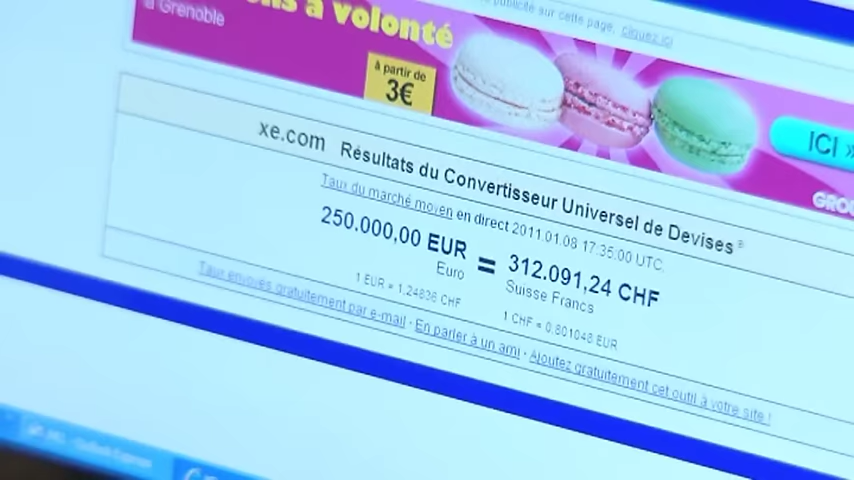 à volonté
à Grenoble
publicité sur cette page, cliquez ici
à partir de
3€
ICI »
xe.com Résultats du Convertisseur Universel de Devises ®
Taux du marché moyen en direct 2011.01.08 17:35:00 UTC.
250.000,00 EUR = 312.091,24 CHF
Euro Suisse Francs
1 EUR = 1,24836 CHF 1 CHF = 0,801048 EUR
Taux envoyés gratuitement par e-mail · En parler à un ami · Ajoutez gratuitement cet outil à votre site !